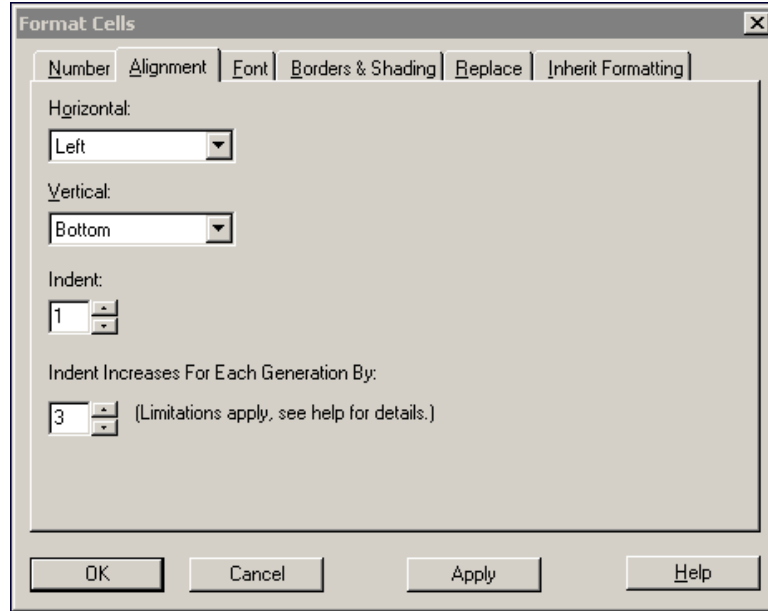 Format Cells
Number Alignment Font Borders & Shading Replace Inherit Formatting
Horizontal:
Left
Vertical:
Bottom
Indent:
1
Indent Increases For Each Generation By:
3 (Limitations apply, see help for details.)
OK Cancel Apply Help